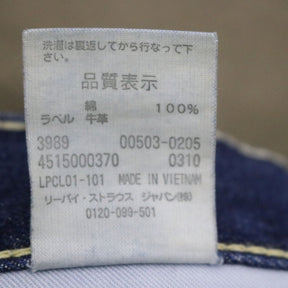 洗濯は裏返してから行なって下
さい。
品質表示
綿 100%
ラベル 牛革
3989 00503-0205
4515000370 0310
LPCL01-101 MADE IN VIETNAM
リーバイ・ストラウス ジャパン(株)
0120-099-501